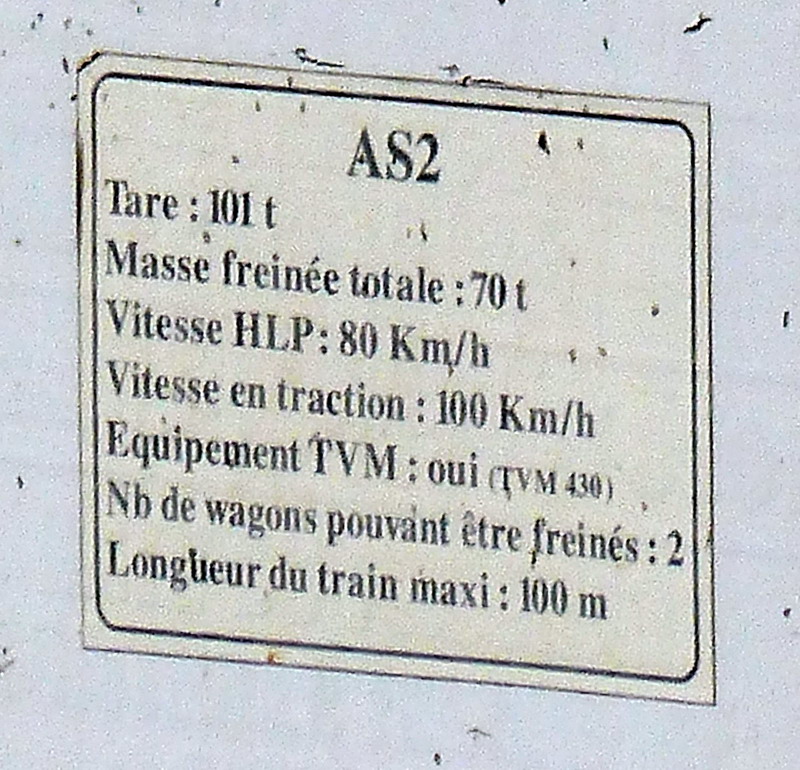 AS2
Tare : 101 t
Masse freinée totale : 70 t
Vitesse HLP : 80 Km/h
Vitesse en traction : 100 Km/h
Equipement TVM : oui (TVM 430)
Nb de wagons pouvant être freinés : 2
Longueur du train maxi : 100 m